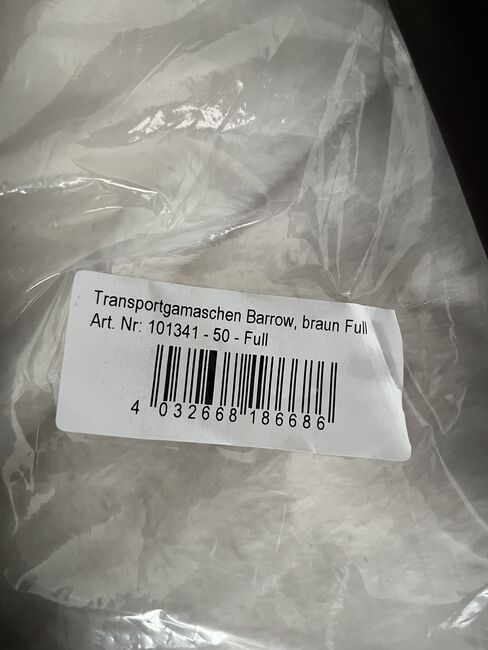 Transportgamaschen Barrow, braun Full
Art. Nr: 101341 - 50 - Full
4 032668 186686